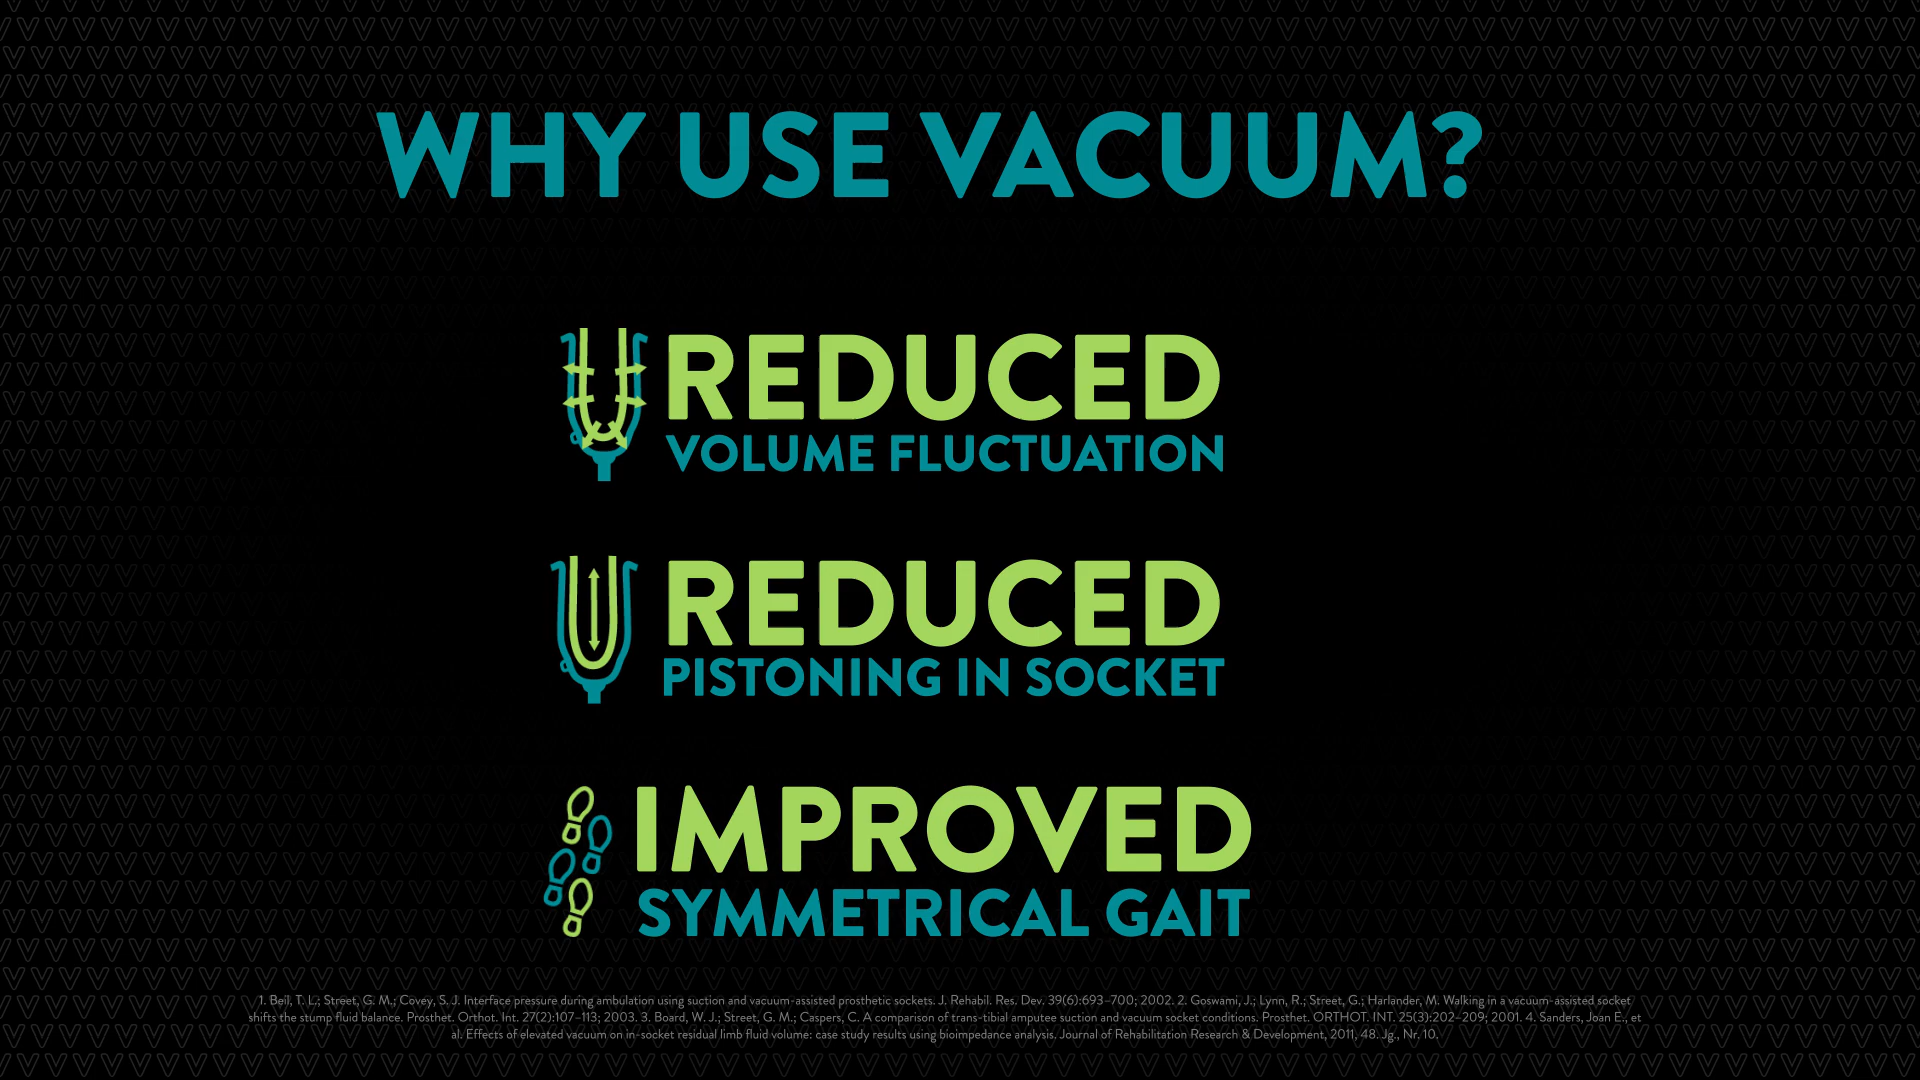 WHY USE VACUUM?
REDUCED
VOLUME FLUCTUATION
REDUCED
PISTONING IN SOCKET
IMPROVED
SYMMETRICAL GAIT
1. Beil, T. L.; Street, G. M.; Covey, S. J. Interface pressure during ambulation using suction and vacuum-assisted prosthetic sockets. J. Rehabil. Res. Dev. 39(6):693–700; 2002. 2. Goswami, J.; Lynn, R.; Street, G.; Harlander, M. Walking in a vacuum-assisted socket
shifts the stump fluid balance. Prosthet. Orthot. Int. 27(2):107–113; 2003. 3. Board, W. J.; Street, G. M.; Caspers, C. A comparison of trans-tibial amputee suction and vacuum socket conditions. Prosthet. ORTHOT. INT. 25(3):202–209; 2001. 4. Sanders, Joan E., et
al. Effects of elevated vacuum on in-socket residual limb fluid volume: case study results using bioimpedance analysis. Journal of Rehabilitation Research & Development, 2011, 48. Jg., Nr. 10.